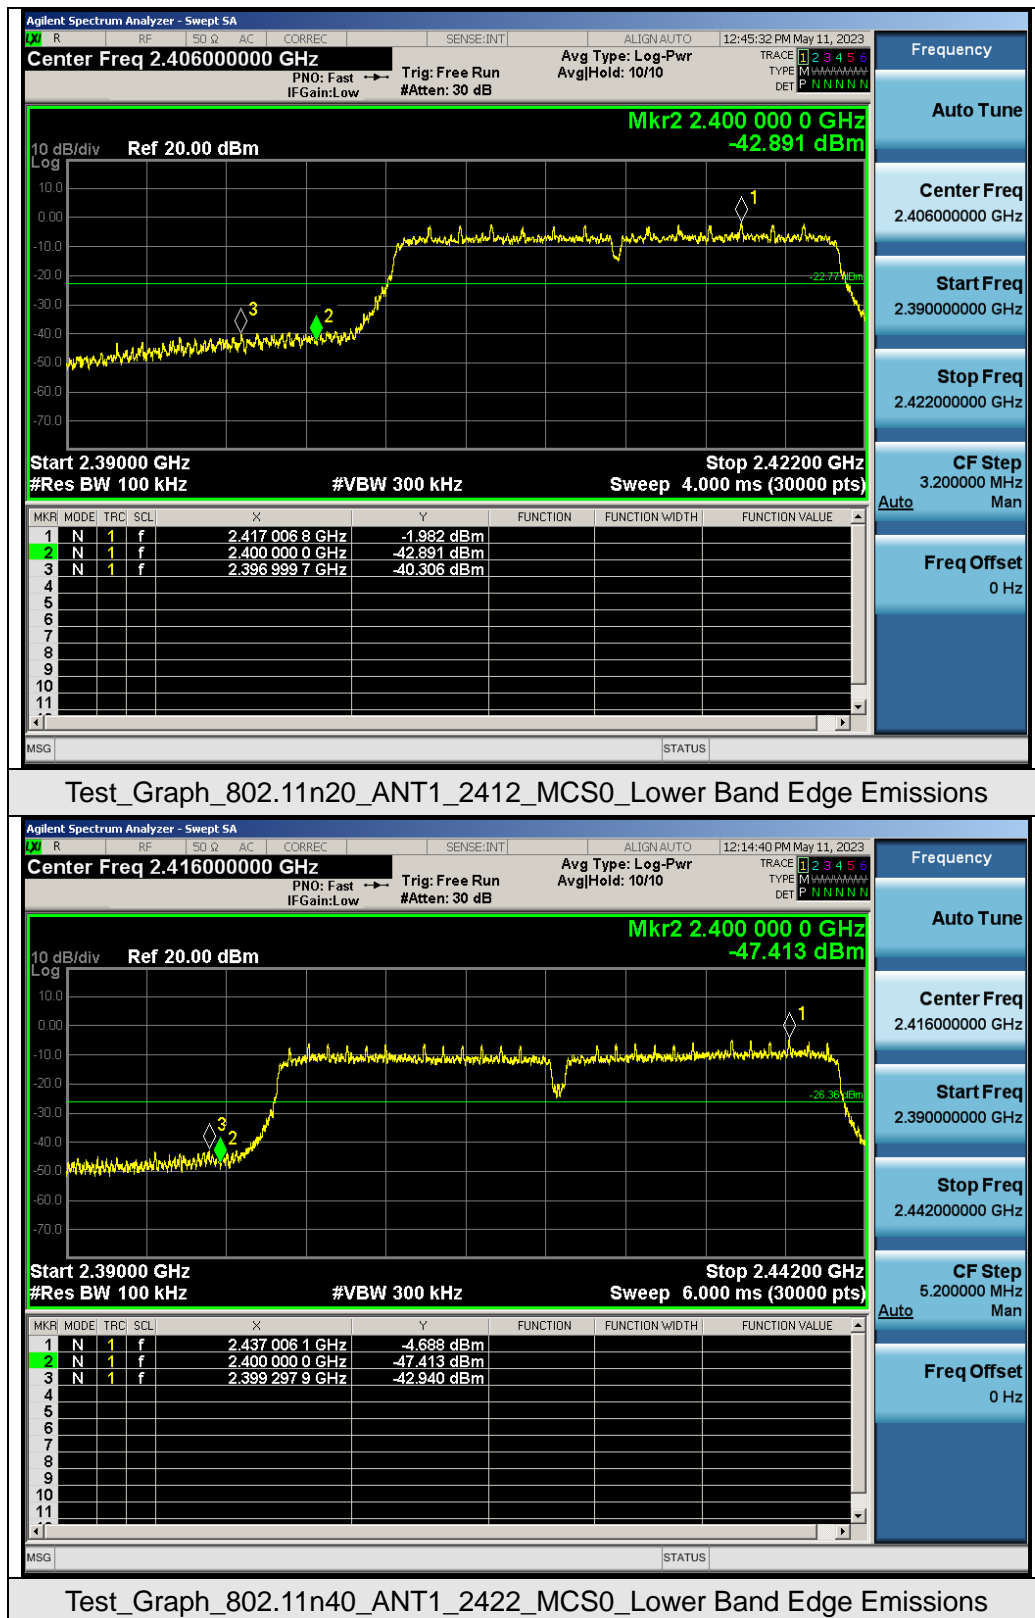 Agilent Spectrum Analyzer - Swept SA
LXI R RF 50 Ω AC CORREC SENSE:INT ALIGN AUTO 12:45:32 PM May 11, 2023
Center Freq 2.406000000 GHz
PNO: Fast
IFGain:Low
Trig: Free Run
#Atten: 30 dB
Avg Type: Log-Pwr
Avg|Hold: 10/10
TRACE 1 2 3 4 5 6
TYPE M
DET P N N N N N
Mkr2 2.400 000 0 GHz
-42.891 dBm
10 dB/div Ref 20.00 dBm
Log
10.0
0.00
-10.0
-20.0
-30.0
-40.0
-50.0
-60.0
-70.0
1
-22.77 dBm
3
2
Start 2.39000 GHz Stop 2.42200 GHz
#Res BW 100 kHz #VBW 300 kHz Sweep 4.000 ms (30000 pts)
MKR MODE TRC SCL X Y FUNCTION FUNCTION WIDTH FUNCTION VALUE
1 N 1 f 2.417 006 8 GHz -1.982 dBm
2 N 1 f 2.400 000 0 GHz -42.891 dBm
3 N 1 f 2.396 999 7 GHz -40.306 dBm
4
5
6
7
8
9
10
11
MSG STATUS
Frequency
Auto Tune
Center Freq
2.406000000 GHz
Start Freq
2.390000000 GHz
Stop Freq
2.422000000 GHz
CF Step
3.200000 MHz
Auto Man
Freq Offset
0 Hz
Test_Graph_802.11n20_ANT1_2412_MCS0_Lower Band Edge Emissions
Agilent Spectrum Analyzer - Swept SA
LXI R RF 50 Ω AC CORREC SENSE:INT ALIGN AUTO 12:14:40 PM May 11, 2023
Center Freq 2.416000000 GHz
PNO: Fast
IFGain:Low
Trig: Free Run
#Atten: 30 dB
Avg Type: Log-Pwr
Avg|Hold: 10/10
TRACE 1 2 3 4 5 6
TYPE M
DET P N N N N N
Mkr2 2.400 000 0 GHz
-47.413 dBm
10 dB/div Ref 20.00 dBm
Log
10.0
0.00
-10.0
-20.0
-30.0
-40.0
-50.0
-60.0
-70.0
1
-26.36 dBm
3
2
Start 2.39000 GHz Stop 2.44200 GHz
#Res BW 100 kHz #VBW 300 kHz Sweep 6.000 ms (30000 pts)
MKR MODE TRC SCL X Y FUNCTION FUNCTION WIDTH FUNCTION VALUE
1 N 1 f 2.437 006 1 GHz -4.688 dBm
2 N 1 f 2.400 000 0 GHz -47.413 dBm
3 N 1 f 2.399 297 9 GHz -42.940 dBm
4
5
6
7
8
9
10
11
MSG STATUS
Frequency
Auto Tune
Center Freq
2.416000000 GHz
Start Freq
2.390000000 GHz
Stop Freq
2.442000000 GHz
CF Step
5.200000 MHz
Auto Man
Freq Offset
0 Hz
Test_Graph_802.11n40_ANT1_2422_MCS0_Lower Band Edge Emissions